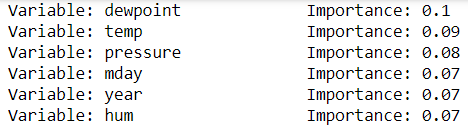 Variable: dewpoint             Importance: 0.1
Variable: temp                 Importance: 0.09
Variable: pressure             Importance: 0.08
Variable: mday                 Importance: 0.07
Variable: year                 Importance: 0.07
Variable: hum                  Importance: 0.07